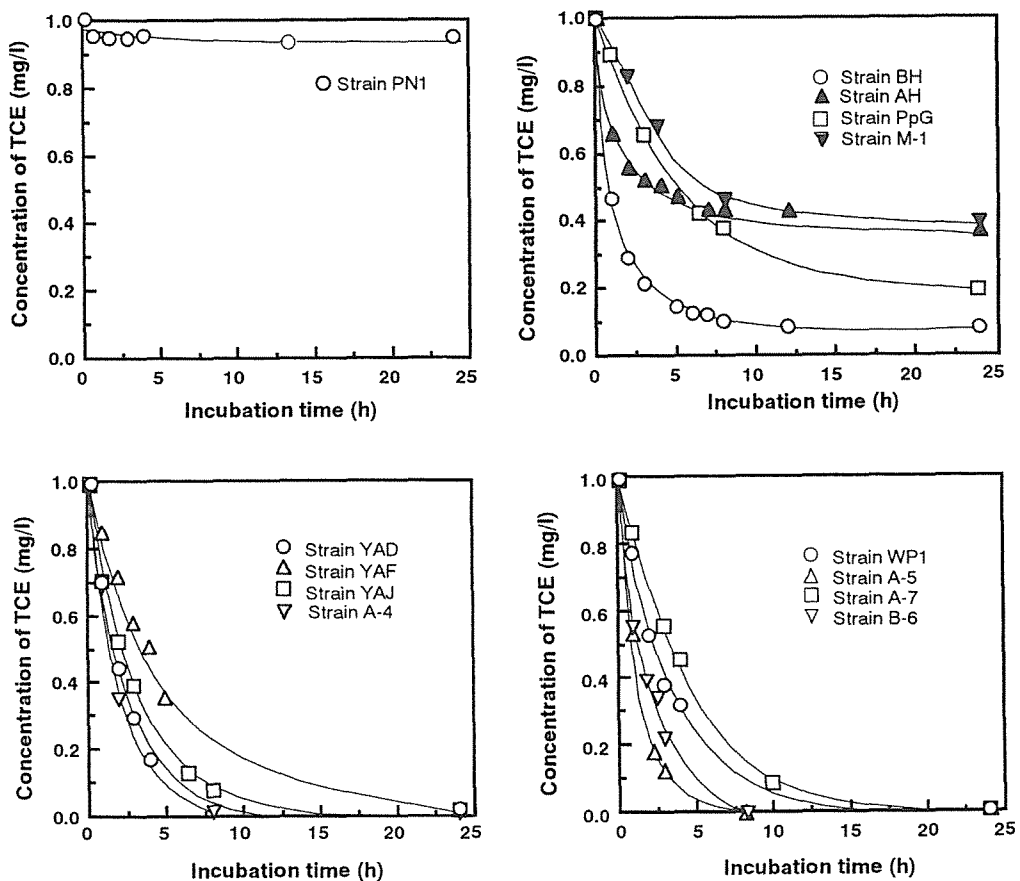 Concentration of TCE (mg/l)
1.0
0.8
0.6
0.4
0.2
0.0
0
5
10
15
20
25
Incubation time (h)
Strain PN1
Concentration of TCE (mg/l)
1.0
0.8
0.6
0.4
0.2
0.0
0
5
10
15
20
25
Incubation time (h)
Strain BH
Strain AH
Strain PpG
Strain M-1
Concentration of TCE (mg/l)
1.0
0.8
0.6
0.4
0.2
0.0
0
5
10
15
20
25
Incubation time (h)
Strain YAD
Strain YAF
Strain YAJ
Strain A-4
Concentration of TCE (mg/l)
1.0
0.8
0.6
0.4
0.2
0.0
0
5
10
15
20
25
Incubation time (h)
Strain WP1
Strain A-5
Strain A-7
Strain B-6